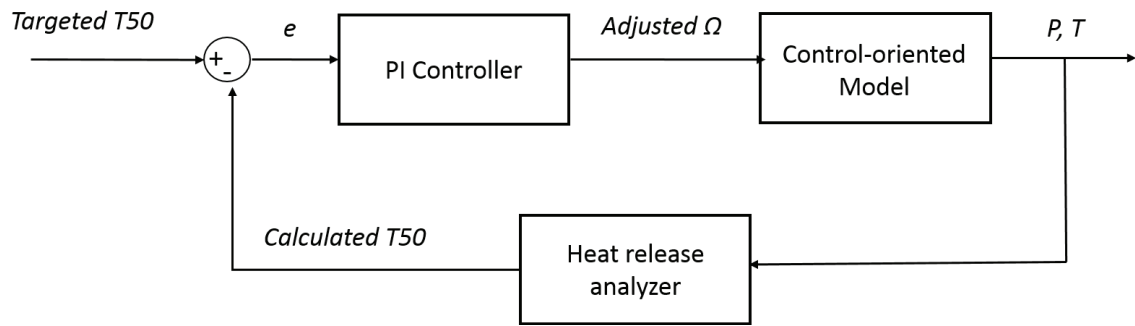 Targeted T50
e
Adjusted Ω
P, T
+
-
PI Controller
Control-oriented
Model
Calculated T50
Heat release
analyzer